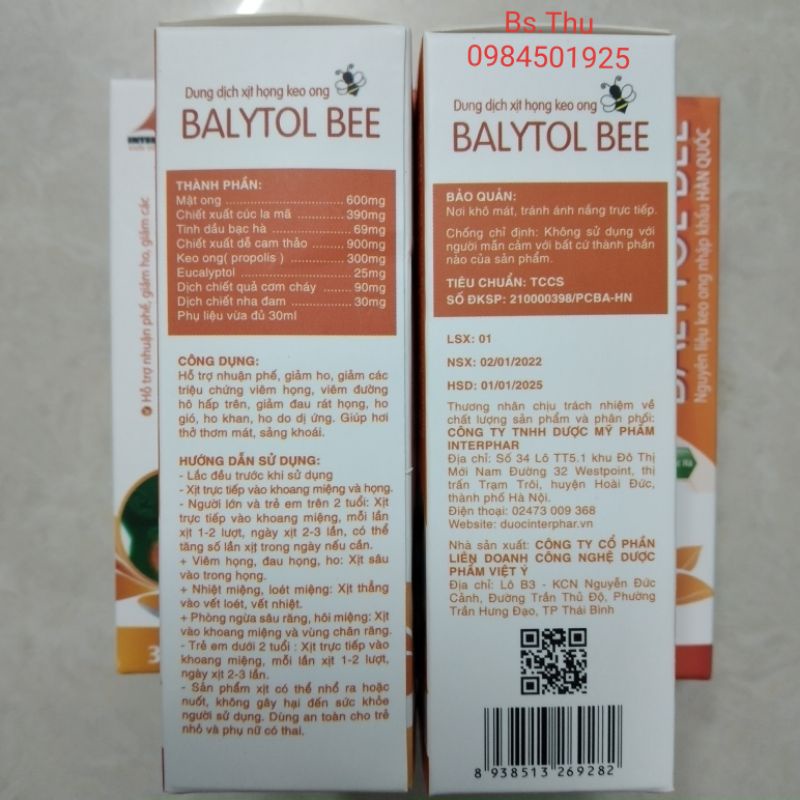 Bs.Thu
0984501925
Dung dịch xịt họng keo ong
BALYTOL BEE
THÀNH PHẦN:
Mật ong ............................ 600mg
Chiết xuất cúc la mã ................ 390mg
Tinh dầu bạc hà ...................... 69mg
Chiết xuất dễ cam thảo ........... 900mg
Keo ong( propolis ) .................. 300mg
Eucalyptol ............................. 25mg
Dịch chiết quả cơm cháy ......... 90mg
Dịch chiết nha đam ................. 30mg
Phụ liệu vừa đủ 30ml
CÔNG DỤNG:
Hỗ trợ nhuận phế, giảm ho, giảm các
triệu chứng viêm họng, viêm đường
hô hấp trên, giảm đau rát họng, ho
gió, ho khan, ho do dị ứng. Giúp hơi
thở thơm mát, sảng khoái.
HƯỚNG DẪN SỬ DỤNG:
- Lắc đều trước khi sử dụng
- Xịt trực tiếp vào khoang miệng và họng.
- Người lớn và trẻ em trên 2 tuổi: Xịt
trực tiếp vào khoang miệng, mỗi lần
xịt 1-2 lượt, ngày xịt 2-3 lần, có thể
tăng số lần xịt trong ngày nếu cần.
+ Viêm họng, đau họng, ho: Xịt sâu
vào trong họng.
+ Nhiệt miệng, loét miệng: Xịt thẳng
vào vết loét, vết nhiệt.
+ Phòng ngừa sâu răng, hôi miệng: Xịt
vào khoang miệng và vùng chân răng.
- Trẻ em dưới 2 tuổi : Xịt trực tiếp vào
khoang miệng, mỗi lần xịt 1-2 lượt,
ngày xịt 2-3 lần.
- Sản phẩm xịt có thể nhổ ra hoặc
nuốt, không gây hại đến sức khỏe
người sử dụng. Dùng an toàn cho trẻ
nhỏ và phụ nữ có thai.
Dung dịch xịt họng keo ong
BALYTOL BEE
BẢO QUẢN:
Nơi khô mát, tránh ánh nắng trực tiếp.
Chống chỉ định: Không sử dụng với
người mẫn cảm với bất cứ thành phần
nào của sản phẩm.
TIÊU CHUẨN: TCCS
SỐ ĐKSP: 210000398/PCBA-HN
LSX: 01
NSX: 02/01/2022
HSD: 01/01/2025
Thương nhân chịu trách nhiệm về
chất lượng sản phẩm và phân phối:
CÔNG TY TNHH DƯỢC MỸ PHẨM
INTERPHAR
Địa chỉ: Số 34 Lô TT5.1 khu Đô Thị
Mới Nam Đường 32 Westpoint, thị
trấn Trạm Trôi, huyện Hoài Đức,
thành phố Hà Nội.
Điện thoại: 02473 009 368
Website: duocinterphar.vn
Nhà sản xuất: CÔNG TY CỔ PHẦN
LIÊN DOANH CÔNG NGHỆ DƯỢC
PHẨM VIỆT Ý
Địa chỉ: Lô B3 - KCN Nguyễn Đức
Cảnh, Đường Trần Thủ Độ, Phường
Trần Hưng Đạo, TP Thái Bình
8 938513 269282
Hỗ trợ nhuận phế, giảm ho, giảm các
BALYTOL BEE
Nguyên liệu keo ong nhập khẩu HÀN QUỐC